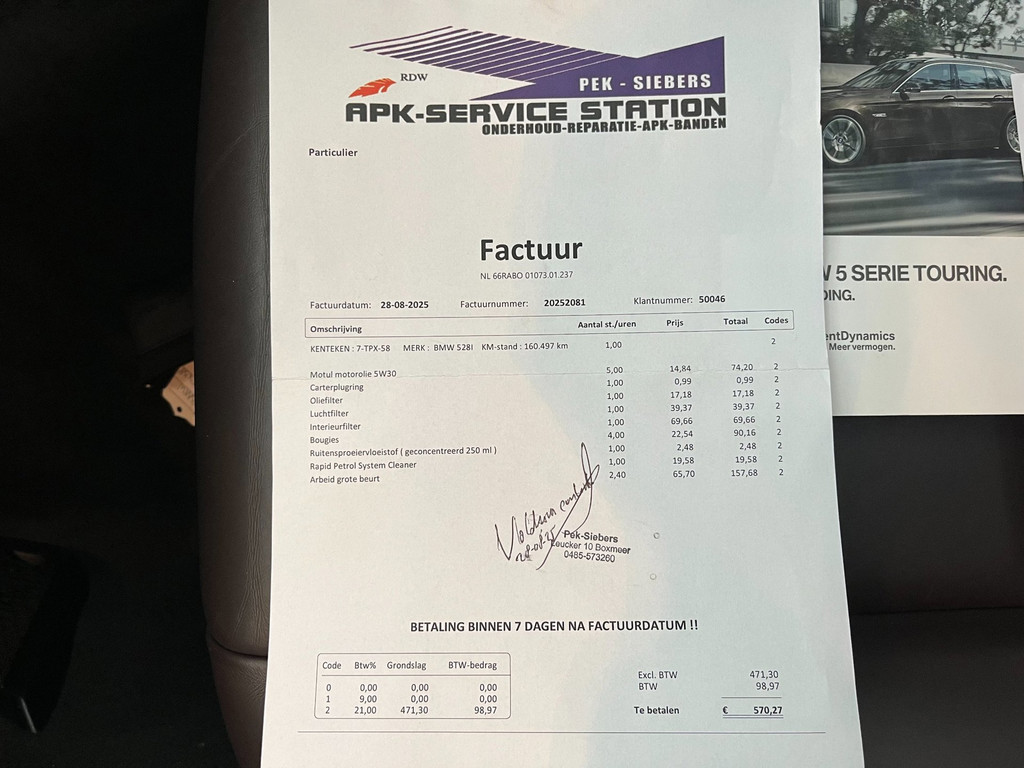 RDW
PEK - SIEBERS
APK-SERVICE STATION
ONDERHOUD-REPARATIE-APK-BANDEN
Particulier
Factuur
NL 66RABO 01073.01.237
Factuurdatum: 28-08-2025 Factuurnummer: 20252081 Klantnummer: 50046
Omschrijving Aantal st./uren Prijs Totaal Codes
KENTEKEN : 7-TPX-58 MERK : BMW 528I KM-stand : 160.497 km 1,00 2
Motul motorolie 5W30 5,00 14,84 74,20 2
Carterplugring 1,00 0,99 0,99 2
Oliefilter 1,00 17,18 17,18 2
Luchtfilter 1,00 39,37 39,37 2
Interieurfilter 1,00 69,66 69,66 2
Bougies 4,00 22,54 90,16 2
Ruitensproeiervloeistof ( geconcentreerd 250 ml ) 1,00 2,48 2,48 2
Rapid Petrol System Cleaner 1,00 19,58 19,58 2
Arbeid grote beurt 2,40 65,70 157,68 2
28-08-25
Pek-Siebers
Zeucker 10 Boxmeer
0485-573260
BETALING BINNEN 7 DAGEN NA FACTUURDATUM !!
Code Btw% Grondslag BTW-bedrag
0 0,00 0,00 0,00
1 9,00 0,00 0,00
2 21,00 471,30 98,97
Excl. BTW 471,30
BTW 98,97
Te betalen € 570,27
5 SERIE TOURING.
ntDynamics
Meer vermogen.